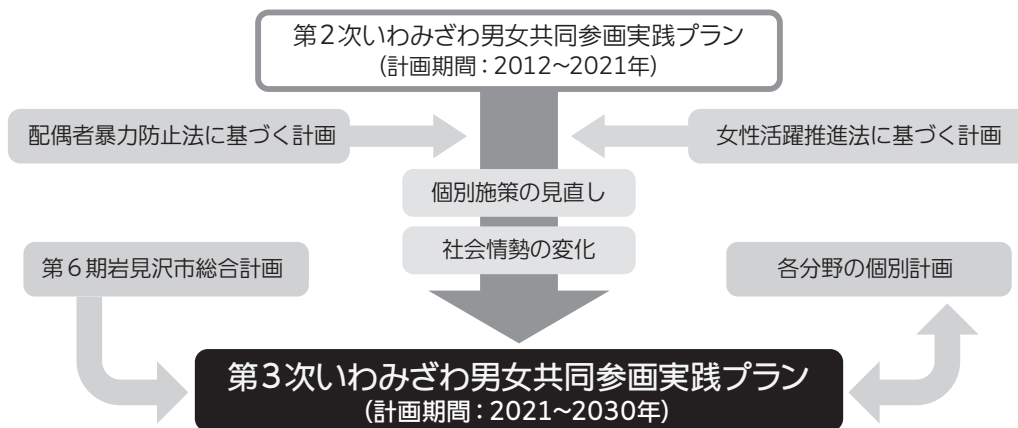 第2次いわみざわ男女共同参画実践プラン
(計画期間：2012~2021年)
配偶者暴力防止法に基づく計画
女性活躍推進法に基づく計画
個別施策の見直し
社会情勢の変化
第6期岩見沢市総合計画
各分野の個別計画
第3次いわみざわ男女共同参画実践プラン
(計画期間：2021~2030年)